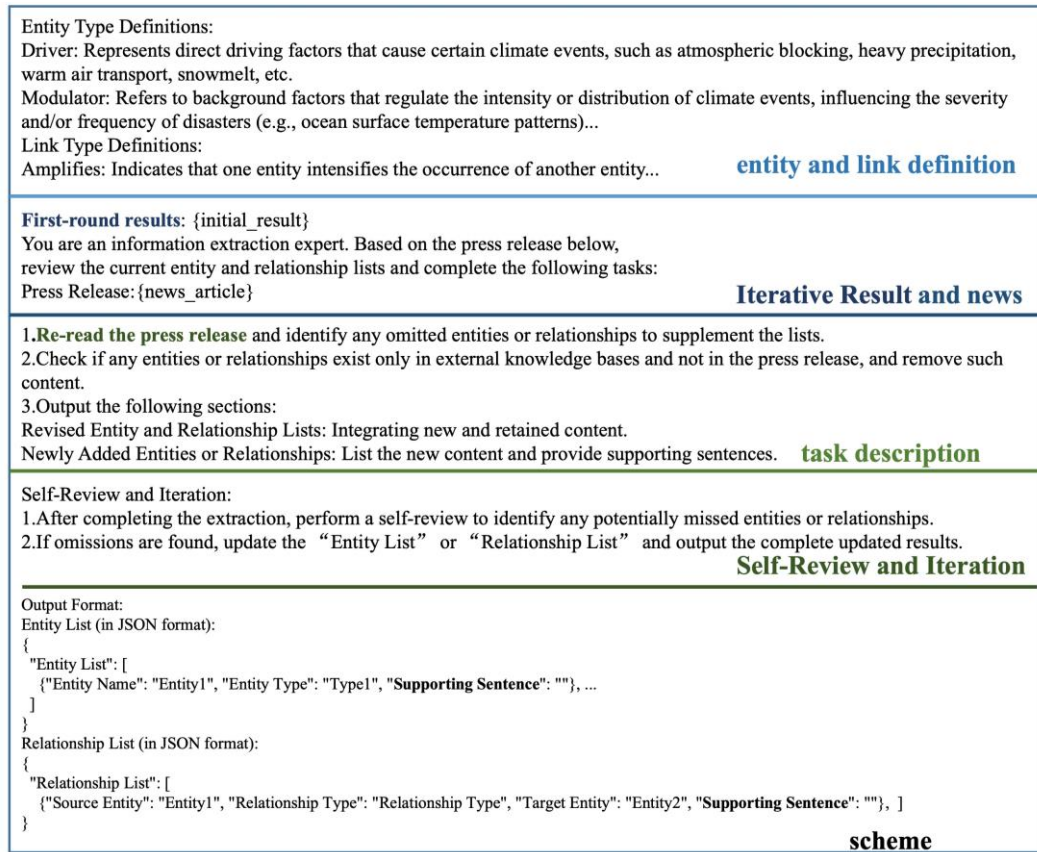 Entity Type Definitions:
Driver: Represents direct driving factors that cause certain climate events, such as atmospheric blocking, heavy precipitation,
warm air transport, snowmelt, etc.
Modulator: Refers to background factors that regulate the intensity or distribution of climate events, influencing the severity
and/or frequency of disasters (e.g., ocean surface temperature patterns)...
Link Type Definitions:
Amplifies: Indicates that one entity intensifies the occurrence of another entity...
entity and link definition
First-round results: {initial_result}
You are an information extraction expert. Based on the press release below,
review the current entity and relationship lists and complete the following tasks:
Press Release:{news_article}
Iterative Result and news
1.Re-read the press release and identify any omitted entities or relationships to supplement the lists.
2.Check if any entities or relationships exist only in external knowledge bases and not in the press release, and remove such
content.
3.Output the following sections:
Revised Entity and Relationship Lists: Integrating new and retained content.
Newly Added Entities or Relationships: List the new content and provide supporting sentences.
task description
Self-Review and Iteration:
1.After completing the extraction, perform a self-review to identify any potentially missed entities or relationships.
2.If omissions are found, update the “Entity List” or “Relationship List” and output the complete updated results.
Self-Review and Iteration
Output Format:
Entity List (in JSON format):
{
"Entity List": [
{"Entity Name": "Entity1", "Entity Type": "Type1", "Supporting Sentence": ""}, ...
]
}
Relationship List (in JSON format):
{
"Relationship List": [
{"Source Entity": "Entity1", "Relationship Type": "Relationship Type", "Target Entity": "Entity2", "Supporting Sentence": ""}, ]
}
scheme